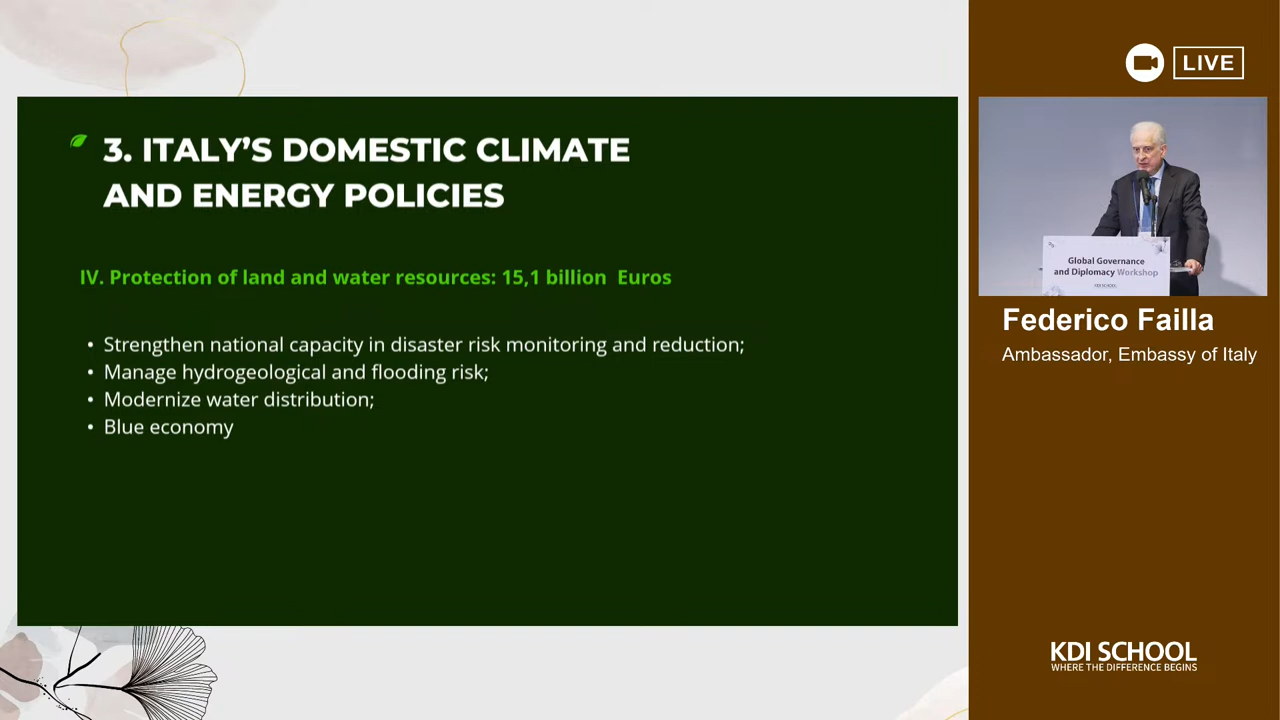 3. ITALY’S DOMESTIC CLIMATE
AND ENERGY POLICIES
IV. Protection of land and water resources: 15,1 billion  Euros
• Strengthen national capacity in disaster risk monitoring and reduction;
• Manage hydrogeological and flooding risk;
• Modernize water distribution;
• Blue economy
LIVE
Global Governance
and Diplomacy Workshop
KDI SCHOOL
Federico Failla
Ambassador, Embassy of Italy
KDI SCHOOL
WHERE THE DIFFERENCE BEGINS